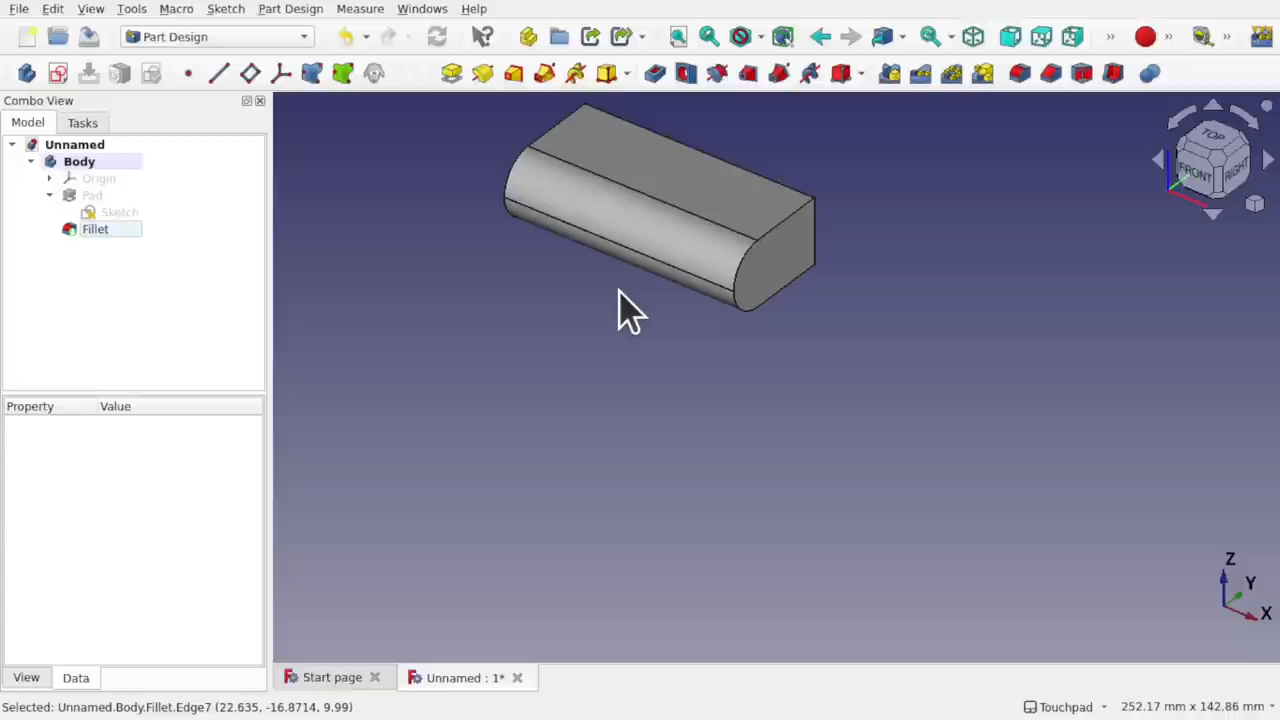 File Edit View Tools Macro Sketch Part Design Measure Windows Help
Part Design
Combo View
Model Tasks
Unnamed
Body
Origin
Pad
Sketch
Fillet
TOP
FRONT RIGHT
Property Value
Z
Y
X
View Data
Start page Unnamed : 1*
Selected: Unnamed.Body.Fillet.Edge7 (22.635, -16.8714, 9.99) Touchpad 252.17 mm x 142.86 mm